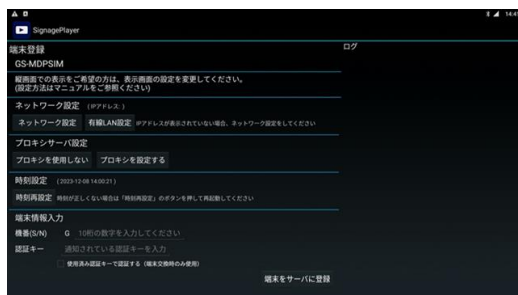 14:41
SignagePlayer
端末登録
ログ
GS-MDPSIM
縦画面での表示をご希望の方は、表示画面の設定を変更してください。
(設定方法はマニュアルをご参照ください)
ネットワーク設定 (IPアドレス: )
ネットワーク設定 有線LAN設定 IPアドレスが表示されていない場合、ネットワーク設定をしてください
プロキシサーバ設定
プロキシを使用しない プロキシを設定する
時刻設定 (2023-12-08 14:00:21)
時刻再設定 時刻が正しくない場合は「時刻再設定」のボタンを押して再起動してください
端末情報入力
機器(S/N) G 10桁の数字を入力してください
認証キー 通知されている認証キーを入力
使用済み認証キーで認証する(端末交換時のみ使用)
端末をサーバに登録